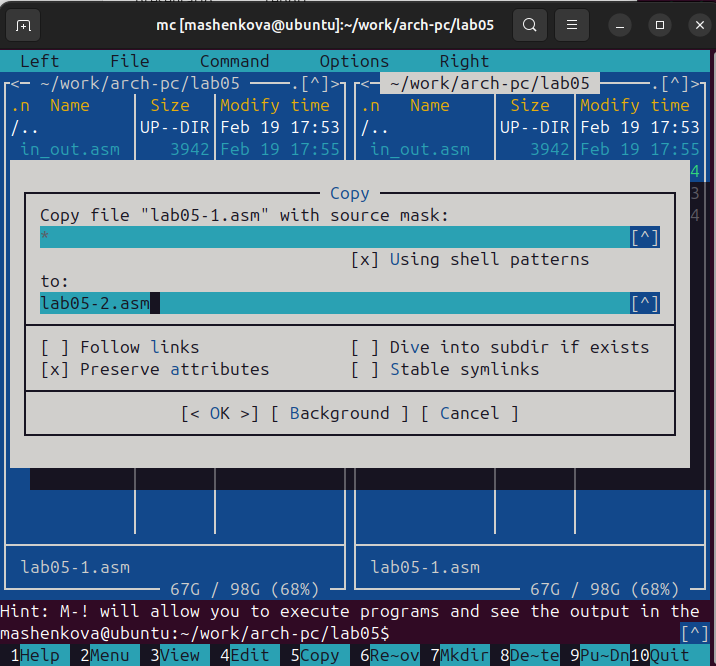 mc [mashenkova@ubuntu]:~/work/arch-pc/lab05
Left File Command Options Right
<— ~/work/arch-pc/lab05 ———.[^]> <— ~/work/arch-pc/lab05 ———.[^]>
.n Name Size Modify time .n Name Size Modify time
/.. UP--DIR Feb 19 17:53 /.. UP--DIR Feb 19 17:53
in_out.asm 3942 Feb 19 17:55 in_out.asm 3942 Feb 19 17:55
4
3
4
Copy
Copy file "lab05-1.asm" with source mask:
* [^]
[x] Using shell patterns
to:
lab05-2.asm [^]
[ ] Follow links [ ] Dive into subdir if exists
[x] Preserve attributes [ ] Stable symlinks
[< OK >] [ Background ] [ Cancel ]
lab05-1.asm lab05-1.asm
67G / 98G (68%) 67G / 98G (68%)
Hint: M-! will allow you to execute programs and see the output in the
mashenkova@ubuntu:~/work/arch-pc/lab05$ [^]
1Help 2Menu 3View 4Edit 5Copy 6Re~ov 7Mkdir 8De~te 9Pu~Dn 10Quit